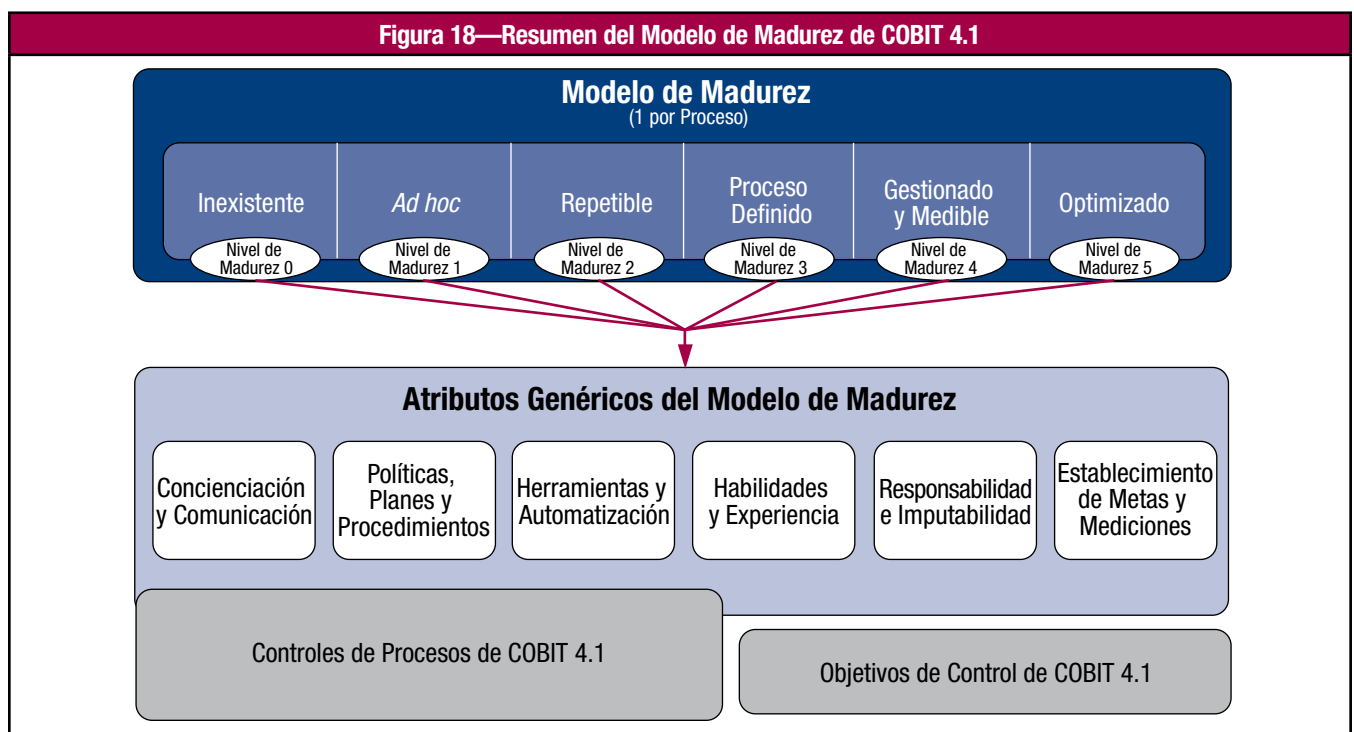 Figura 18—Resumen del Modelo de Madurez de COBIT 4.1
Modelo de Madurez
(1 por Proceso)
Inexistente
Ad hoc
Repetible
Proceso
Definido
Gestionado
y Medible
Optimizado
Nivel de
Madurez 0
Nivel de
Madurez 1
Nivel de
Madurez 2
Nivel de
Madurez 3
Nivel de
Madurez 4
Nivel de
Madurez 5
Atributos Genéricos del Modelo de Madurez
Concienciación
y Comunicación
Políticas,
Planes y
Procedimientos
Herramientas y
Automatización
Habilidades
y Experiencia
Responsabilidad
e Imputabilidad
Establecimiento
de Metas y
Mediciones
Controles de Procesos de COBIT 4.1
Objetivos de Control de COBIT 4.1